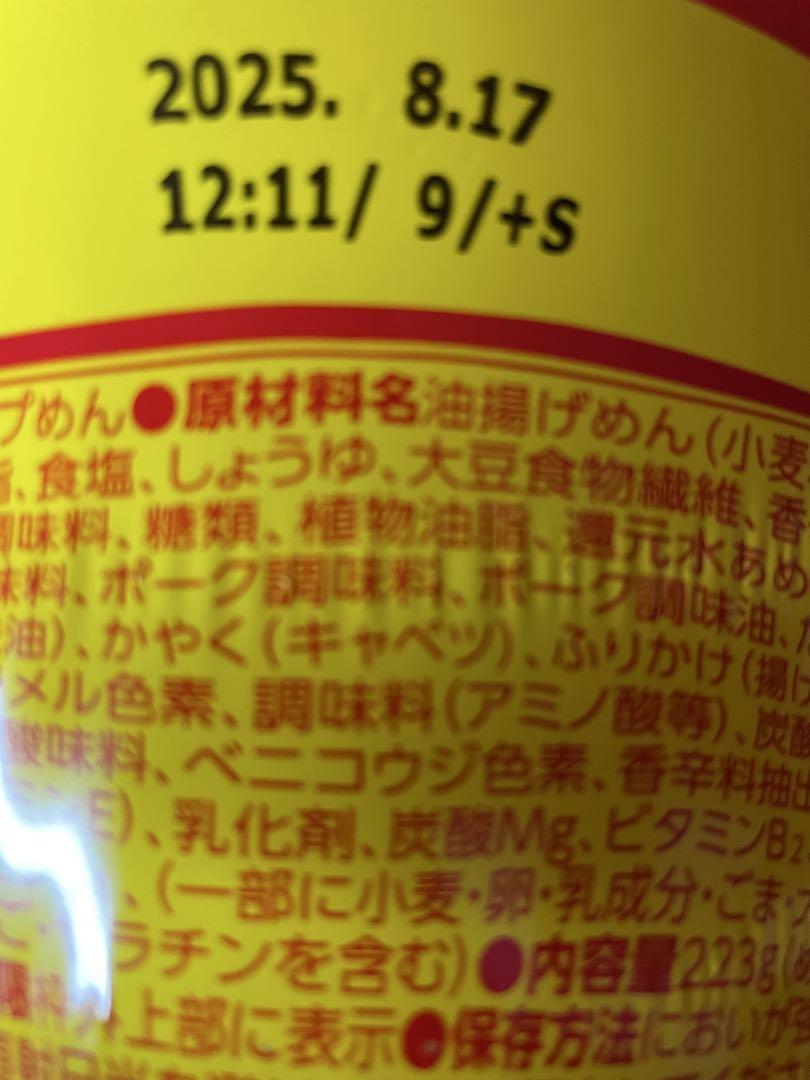 2025. 8.17
12:11/ 9/+S
プめん●原材料名油揚げめん(小麦
、食塩、しょうゆ、大豆食物繊維、香
調味料、糖類、植物油脂、還元水あめ
味料、ポーク調味料、ポーク調味油、
油)、かやく(キャベツ)、ふりかけ(揚げ
メル色素、調味料(アミノ酸等)、炭酸
酸味料、ベニコウジ色素、香辛料抽出
E)、乳化剤、炭酸Mg、ビタミンB2
、(一部に小麦・卵・乳成分・ごま・
ラチンを含む)●内容量223g(め
枠外上部に表示●保存方法においが